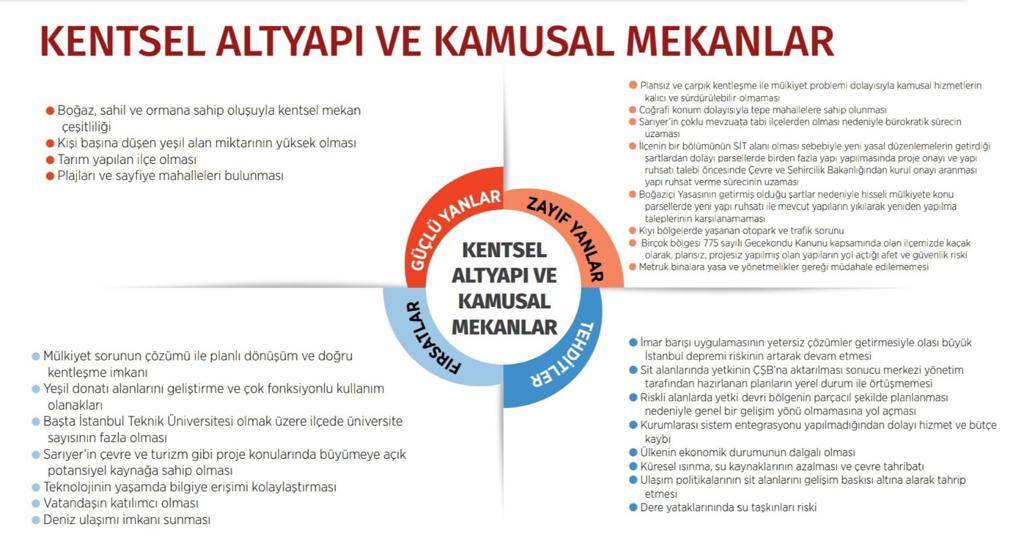 KENTSEL ALTYAPI VE KAMUSAL MEKANLAR
Boğaz, sahil ve ormana sahip oluşuyla kentsel mekan
çeşitliliği
Kişi başına düşen yeşil alan miktarının yüksek olması
Tarım yapılan ilçe olması
Plajları ve sayfiye mahalleleri bulunması
Plansız ve çarpık kentleşme ile mülkiyet problemi dolayısıyla kamusal hizmetlerin
kalıcı ve sürdürülebilir olmaması
Coğrafi konum dolayısıyla tepe mahallelere sahip olunması
Sarıyer'in çoklu mevzuata tabi ilçelerden olması nedeniyle bürokratik sürecin
uzaması
İlçenin bir bölümünün SİT alanı olması sebebiyle yeni yasal düzenlemelerin getirdiği
şartlardan dolayı parsellerde birden fazla yapı yapılmasında proje onayı ve yapı
ruhsatı talebi öncesinde Çevre ve Şehircilik Bakanlığından kurul onayı aranması
yapı ruhsat verme sürecinin uzaması
Boğaziçi Yasasının getirmiş olduğu şartlar nedeniyle hisseli mülkiyete konu
parsellerde yeni yapı ruhsatı ile mevcut yapıların yıkılarak yeniden yapılma
taleplerinin karşılanamaması
Kıyı bölgelerde yaşanan otopark ve trafik sorunu
Birçok bölgesi 775 sayılı Gecekondu Kanunu kapsamında olan ilçemizde kaçak
olarak, plansız, projesiz yapılmış olan yapıların yol açtığı afet ve güvenlik riski
Metruk binalara yasa ve yönetmelikler gereği müdahale edilememesi
GÜÇLÜ YANLAR
ZAYIF YANLAR
KENTSEL
ALTYAPI VE
KAMUSAL
MEKANLAR
FIRSATLAR
TEHDİTLER
Mülkiyet sorunun çözümü ile planlı dönüşüm ve doğru
kentleşme imkanı
Yeşil donatı alanlarını geliştirme ve çok fonksiyonlu kullanım
olanakları
Başta İstanbul Teknik Üniversitesi olmak üzere ilçede üniversite
sayısının fazla olması
Sarıyer'in çevre ve turizm gibi proje konularında büyümeye açık
potansiyel kaynağa sahip olması
Teknolojinin yaşamda bilgiye erişimi kolaylaştırması
Vatandaşın katılımcı olması
Deniz ulaşımı imkanı sunması
İmar barışı uygulamasının yetersiz çözümler getirmesiyle olası büyük
İstanbul depremi riskinin artarak devam etmesi
Sit alanlarında yetkinin ÇŞB'na aktarılması sonucu merkezi yönetim
tarafından hazırlanan planların yerel durum ile örtüşmemesi
Riskli alanlarda yetki devri bölgenin parçacıl şekilde planlanması
nedeniyle genel bir gelişim yönü olmamasına yol açması
Kurumlarası sistem entegrasyonu yapılmadığından dolayı hizmet ve bütçe
kaybı
Ülkenin ekonomik durumunun dalgalı olması
Küresel ısınma, su kaynaklarının azalması ve çevre tahribatı
Ulaşım politikalarının sit alanlarını gelişim baskısı altına alarak tahrip
etmesi
Dere yataklarınında su taşkınları riski